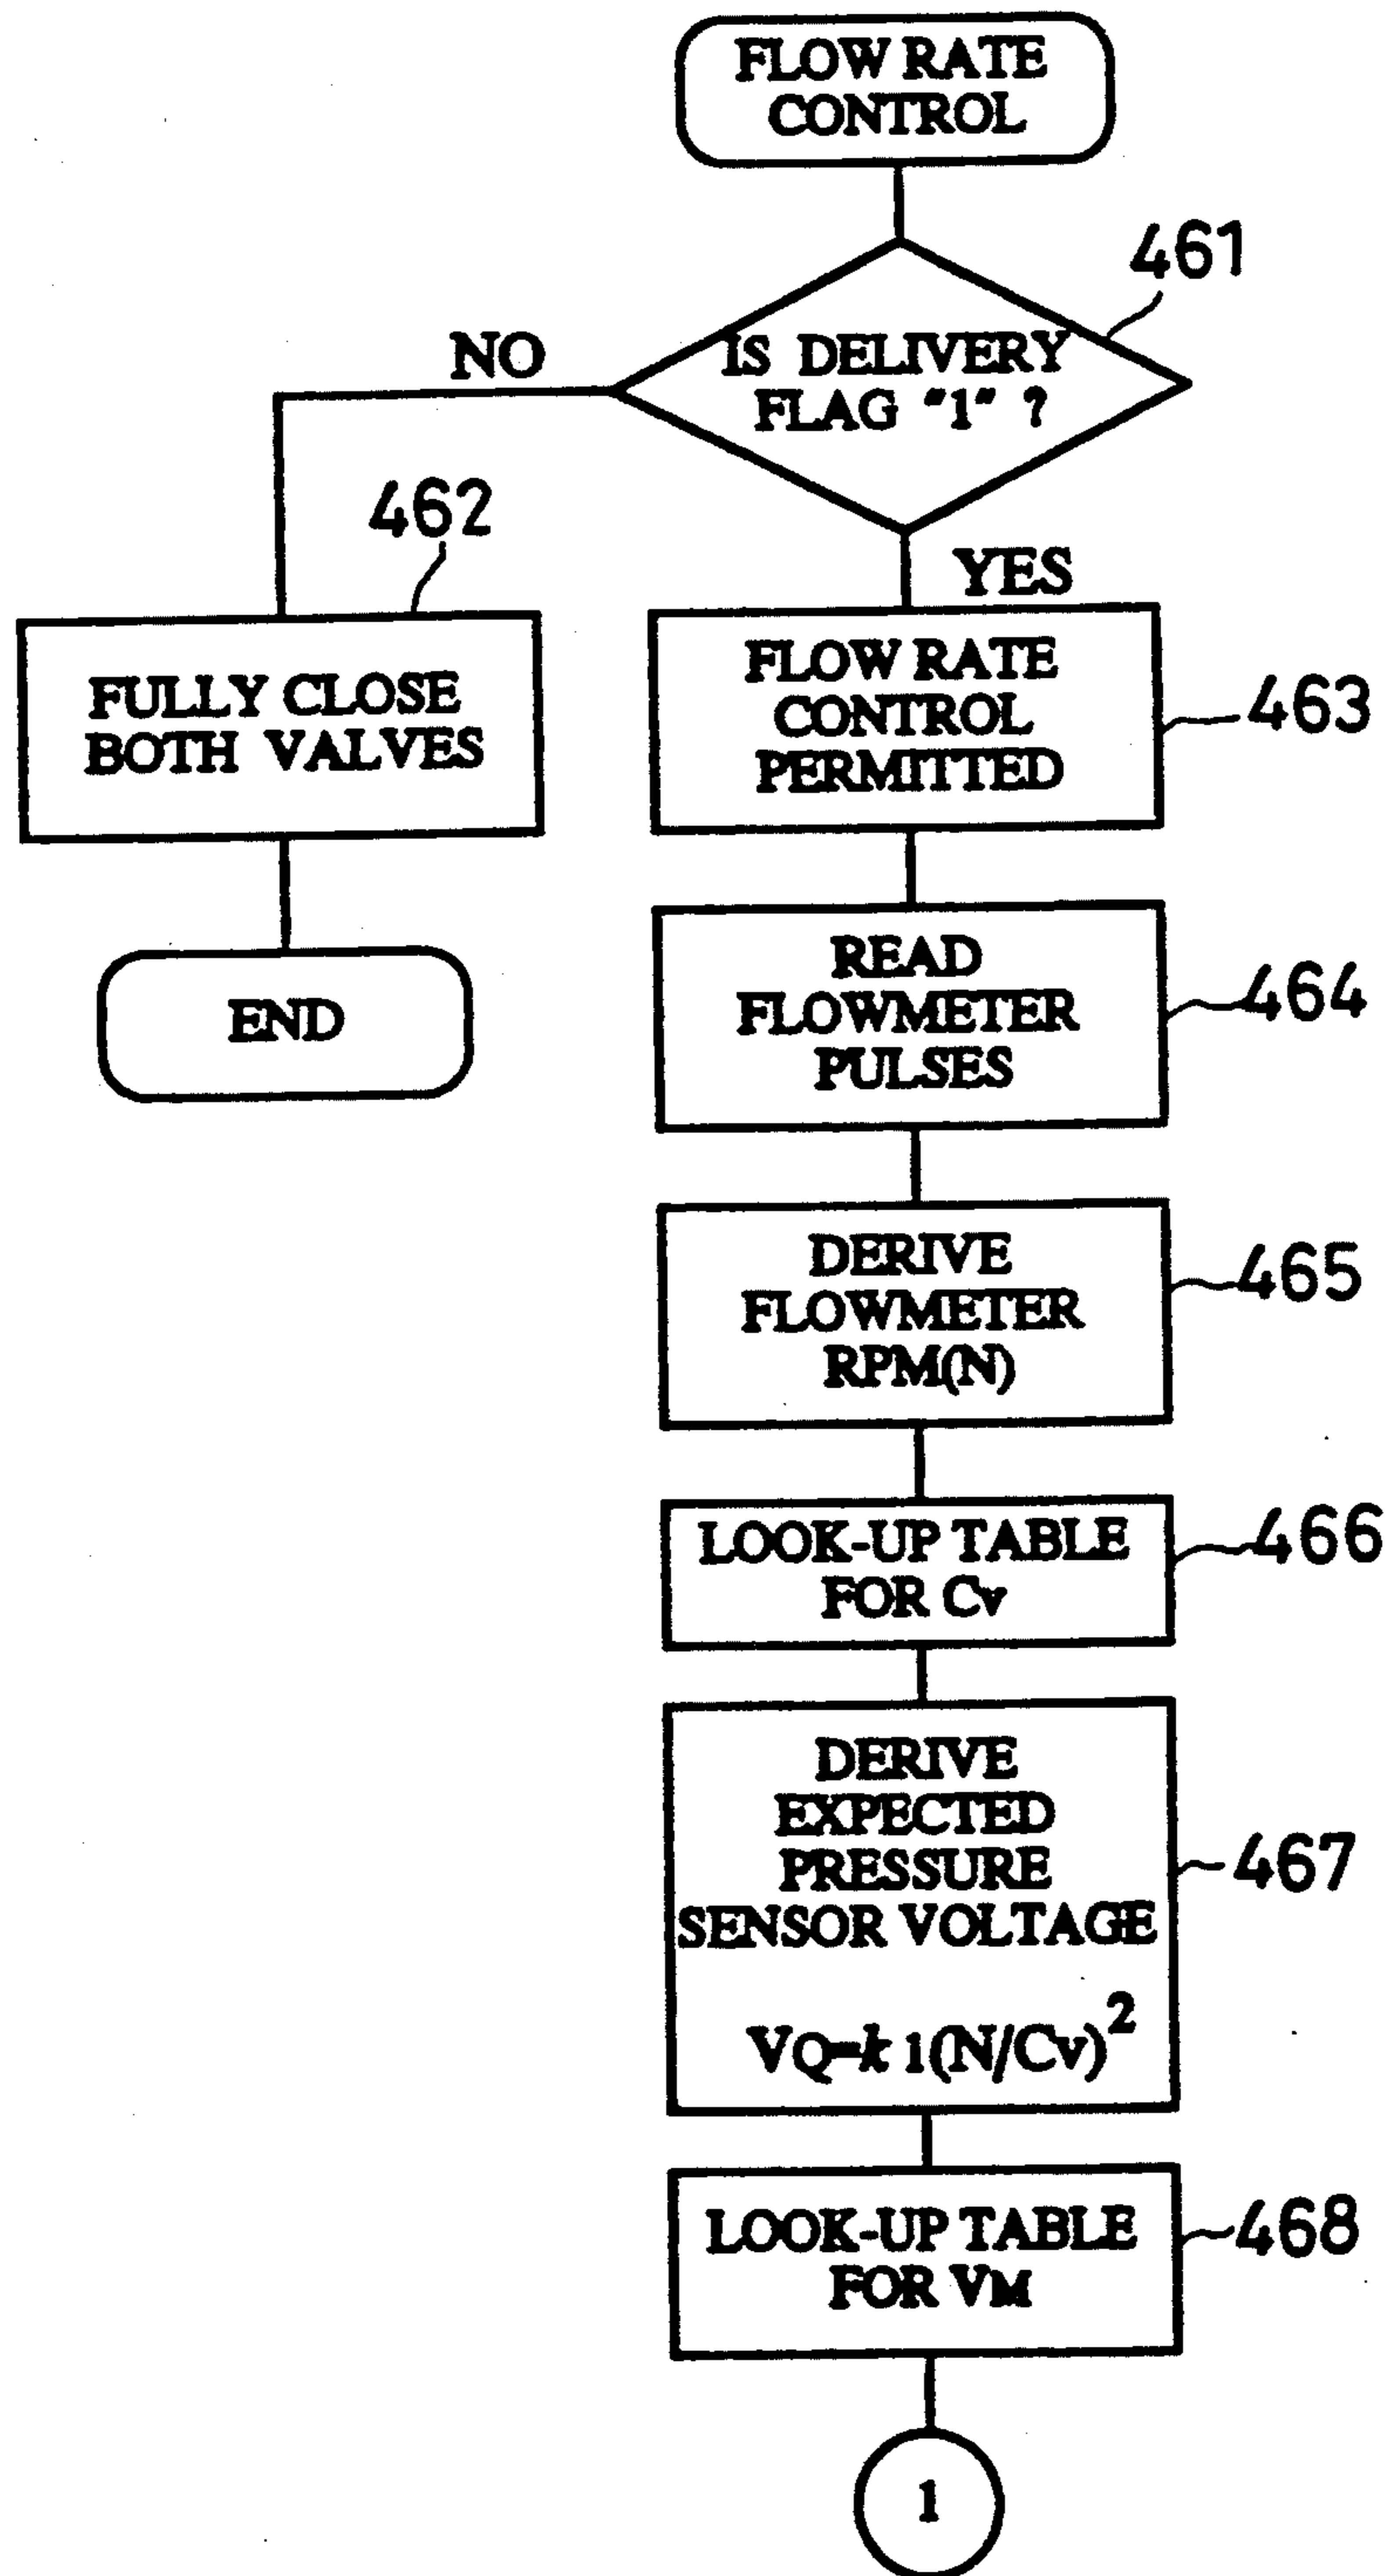 FLOW RATE
CONTROL
461
IS DELIVERY
FLAG "1" ?
NO
YES
462
FULLY CLOSE
BOTH VALVES
END
FLOW RATE
CONTROL
PERMITTED
463
READ
FLOWMETER
PULSES
464
DERIVE
FLOWMETER
RPM(N)
465
LOOK-UP TABLE
FOR Cv
466
DERIVE
EXPECTED
PRESSURE
SENSOR VOLTAGE
VQ=k1(N/Cv)²
467
LOOK-UP TABLE
FOR VM
468
1